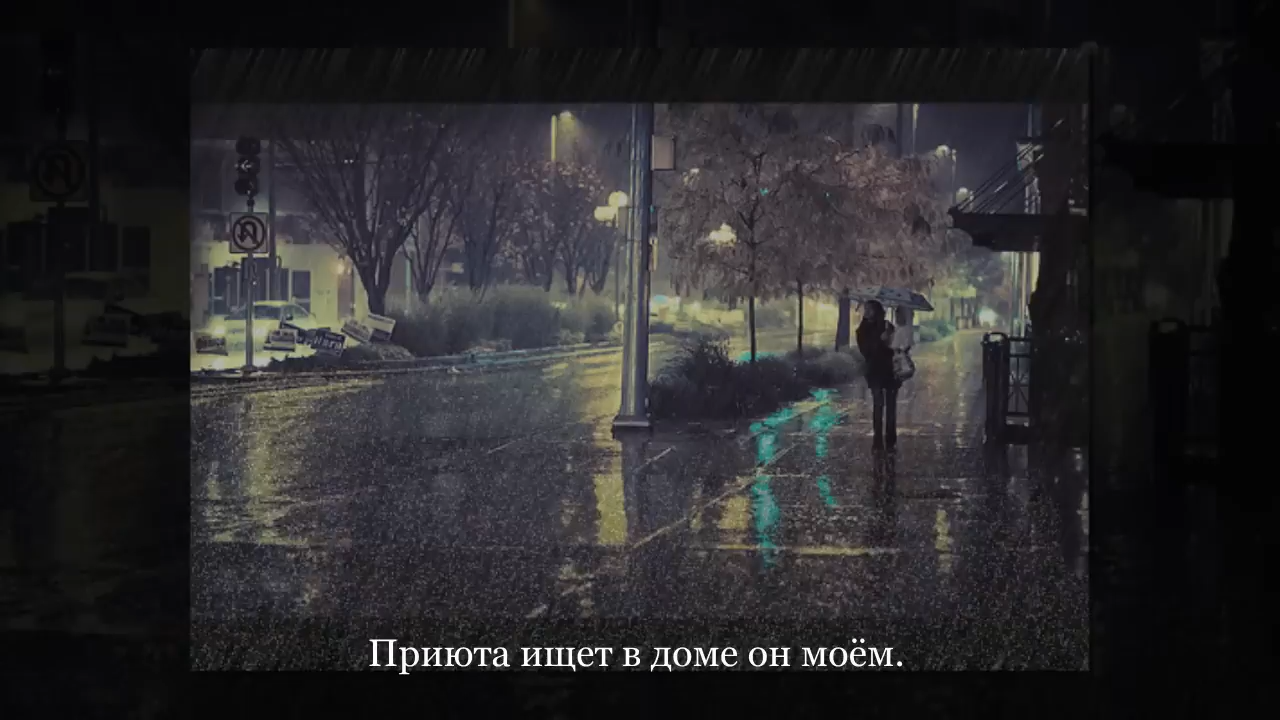 Приюта ищет в доме он моём.